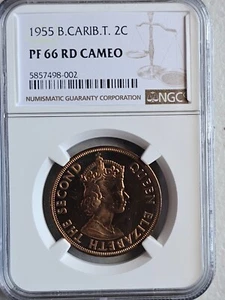 1955 B.CARIB.T. 2C
PF 66 RD CAMEO
5857498-002
NUMISMATIC GUARANTY CORPORATION
NGC
QUEEN ELIZABETH THE SECOND